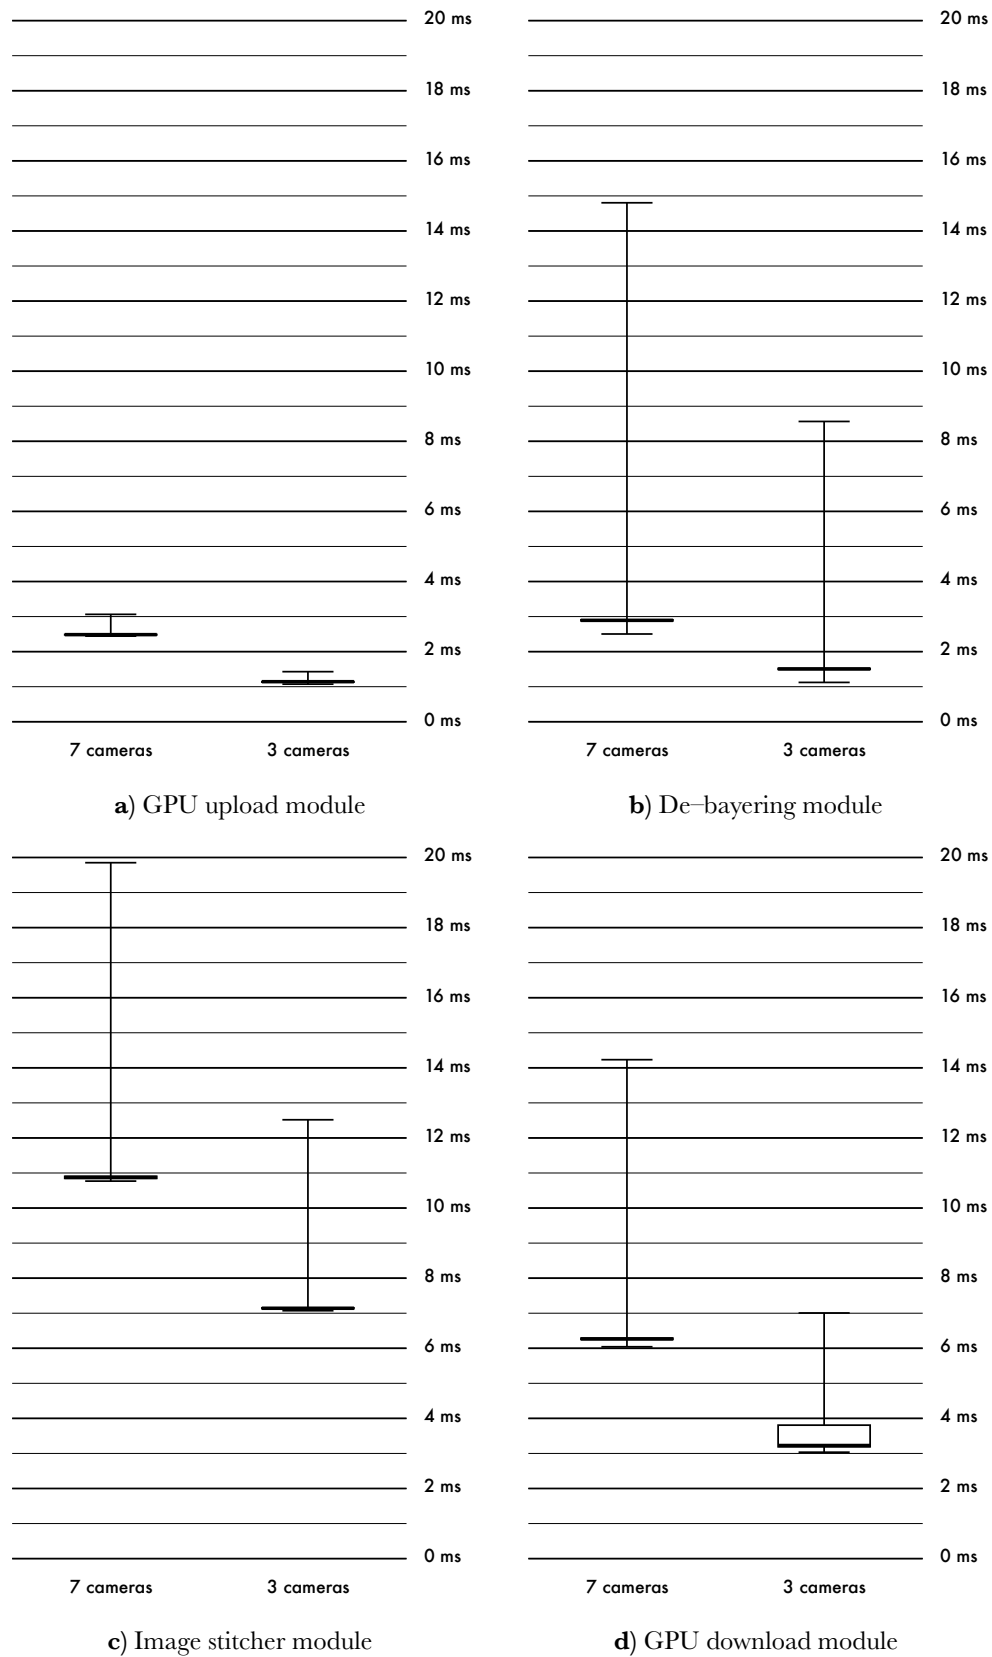 20 ms
18 ms
16 ms
14 ms
12 ms
10 ms
8 ms
6 ms
4 ms
2 ms
0 ms
7 cameras 3 cameras
a) GPU upload module
20 ms
18 ms
16 ms
14 ms
12 ms
10 ms
8 ms
6 ms
4 ms
2 ms
0 ms
7 cameras 3 cameras
b) De–bayering module
20 ms
18 ms
16 ms
14 ms
12 ms
10 ms
8 ms
6 ms
4 ms
2 ms
0 ms
7 cameras 3 cameras
c) Image stitcher module
20 ms
18 ms
16 ms
14 ms
12 ms
10 ms
8 ms
6 ms
4 ms
2 ms
0 ms
7 cameras 3 cameras
d) GPU download module